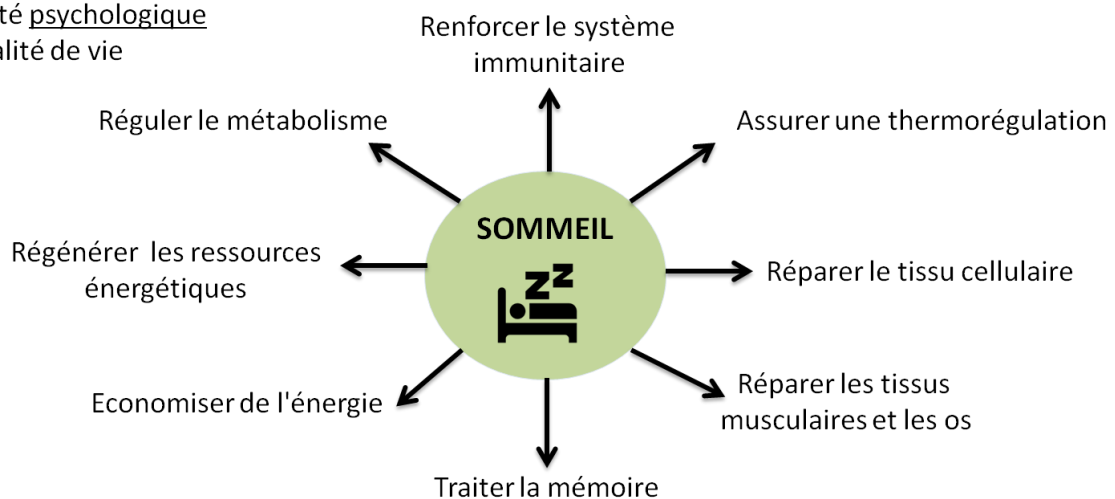 psychologique
de vie
Renforcer le système
immunitaire
Réguler le métabolisme
Assurer une thermorégulation
SOMMEIL
zz
Régénérer les ressources
énergétiques
Réparer le tissu cellulaire
Economiser de l'énergie
Réparer les tissus
musculaires et les os
Traiter la mémoire